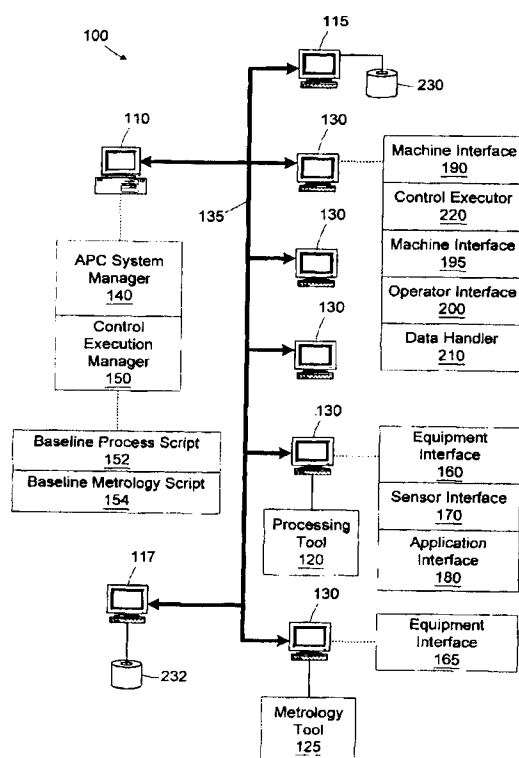 100
115
230
110
130
Machine Interface
190
Control Executor
220
Machine Interface
195
Operator Interface
200
Data Handler
210
135
130
APC System
Manager
140
Control
Execution
Manager
150
130
Baseline Process Script
152
Baseline Metrology Script
154
130
Equipment
Interface
160
Sensor Interface
170
Application
Interface
180
Processing
Tool
120
117
232
130
Equipment
Interface
165
Metrology
Tool
125